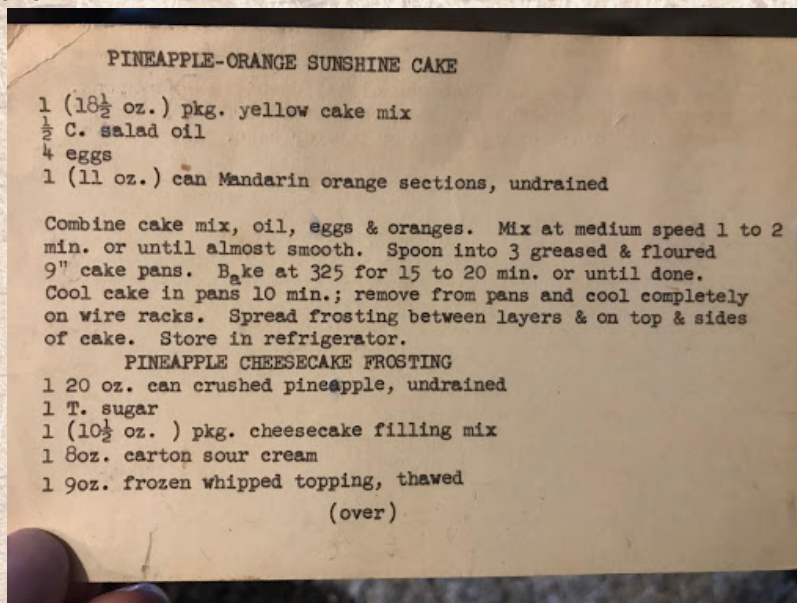 PINEAPPLE-ORANGE SUNSHINE CAKE
1 (18½ oz.) pkg. yellow cake mix
½ C. salad oil
4 eggs
1 (11 oz.) can Mandarin orange sections, undrained
Combine cake mix, oil, eggs & oranges. Mix at medium speed 1 to 2
min. or until almost smooth. Spoon into 3 greased & floured
9" cake pans. Bake at 325 for 15 to 20 min. or until done.
Cool cake in pans 10 min.; remove from pans and cool completely
on wire racks. Spread frosting between layers & on top & sides
of cake. Store in refrigerator.
PINEAPPLE CHEESECAKE FROSTING
1 20 oz. can crushed pineapple, undrained
1 T. sugar
1 (10½ oz. ) pkg. cheesecake filling mix
1 8oz. carton sour cream
1 9oz. frozen whipped topping, thawed
(over)